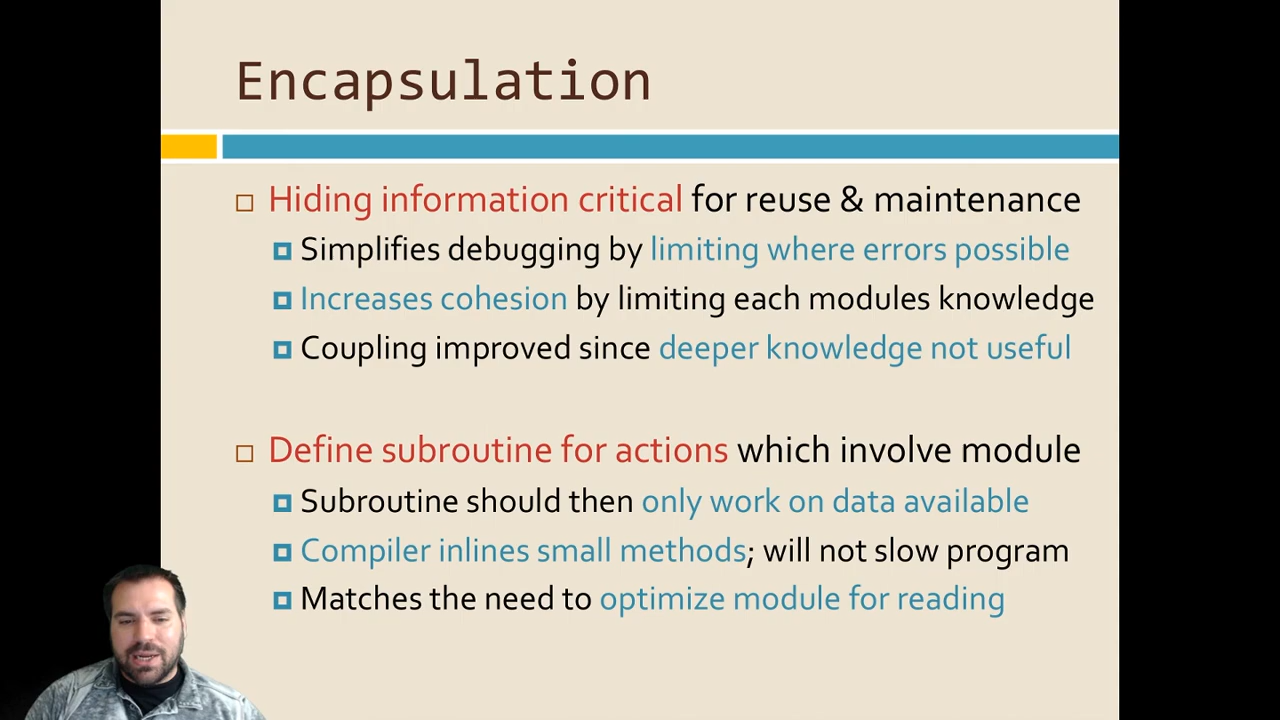 Encapsulation
Hiding information critical for reuse & maintenance
Simplifies debugging by limiting where errors possible
Increases cohesion by limiting each modules knowledge
Coupling improved since deeper knowledge not useful
Define subroutine for actions which involve module
Subroutine should then only work on data available
Compiler inlines small methods; will not slow program
Matches the need to optimize module for reading